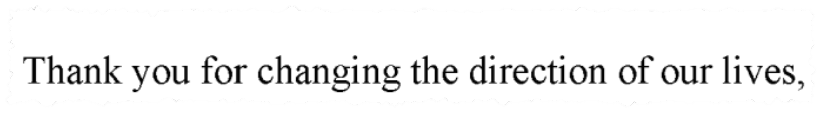 Thank you for changing the direction of our lives,